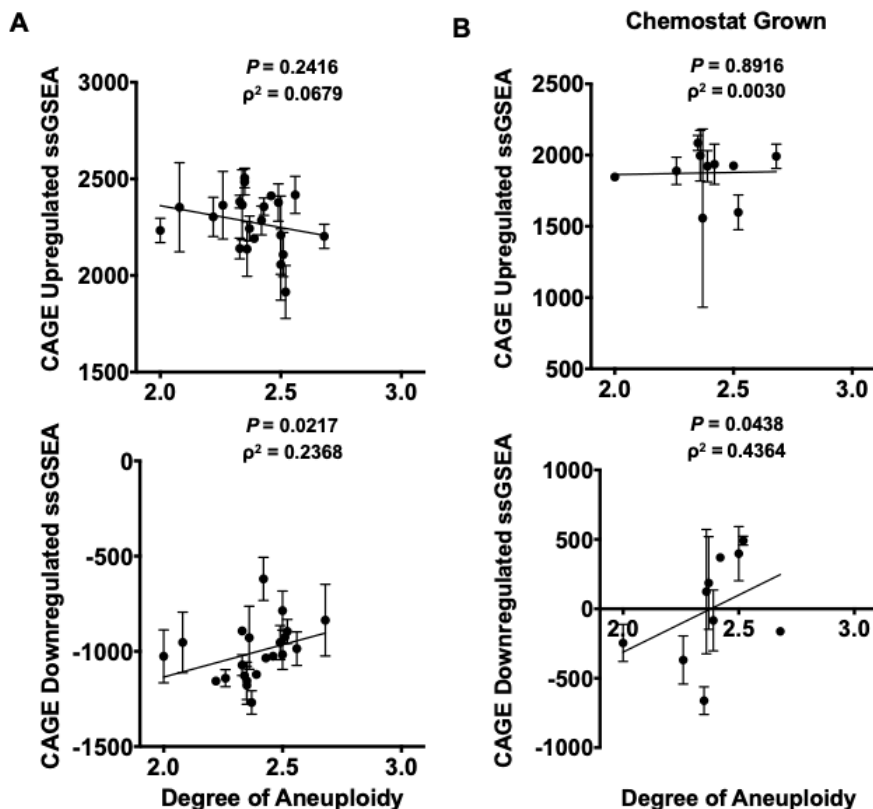 A
P = 0.2416
ρ² = 0.0679
CAGE Upregulated ssGSEA
3000
2500
2000
1500
2.0 2.5 3.0
B
Chemostat Grown
P = 0.8916
ρ² = 0.0030
CAGE Upregulated ssGSEA
2500
2000
1500
1000
500
2.0 2.5 3.0
P = 0.0217
ρ² = 0.2368
CAGE Downregulated ssGSEA
0
-500
-1000
-1500
2.0 2.5 3.0
Degree of Aneuploidy
P = 0.0438
ρ² = 0.4364
CAGE Downregulated ssGSEA
1000
500
0
-500
-1000
2.0 2.5 3.0
Degree of Aneuploidy